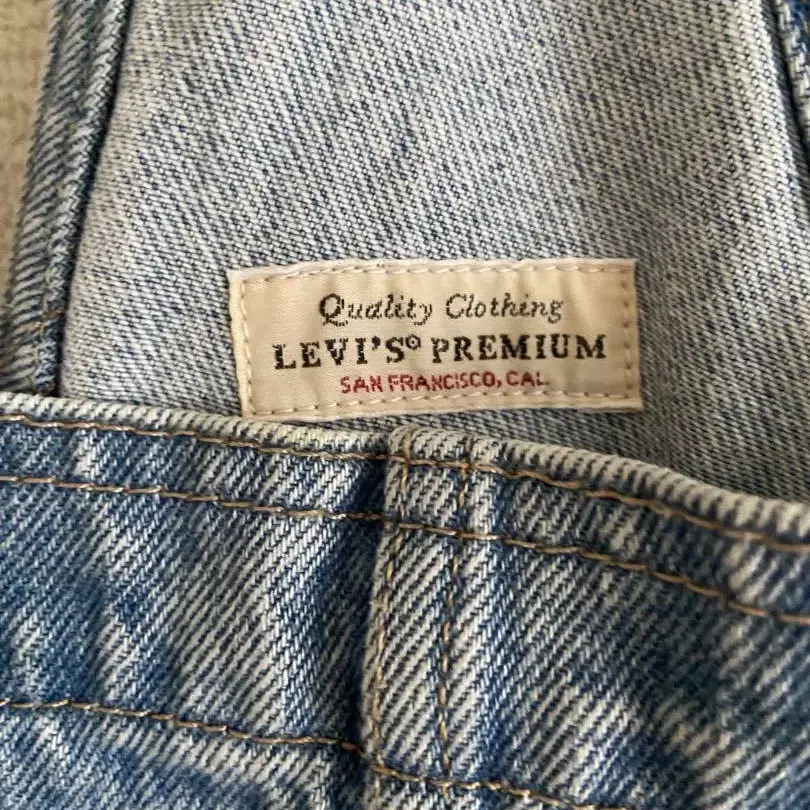 Quality Clothing
LEVI'S® PREMIUM
SAN FRANCISCO, CAL.